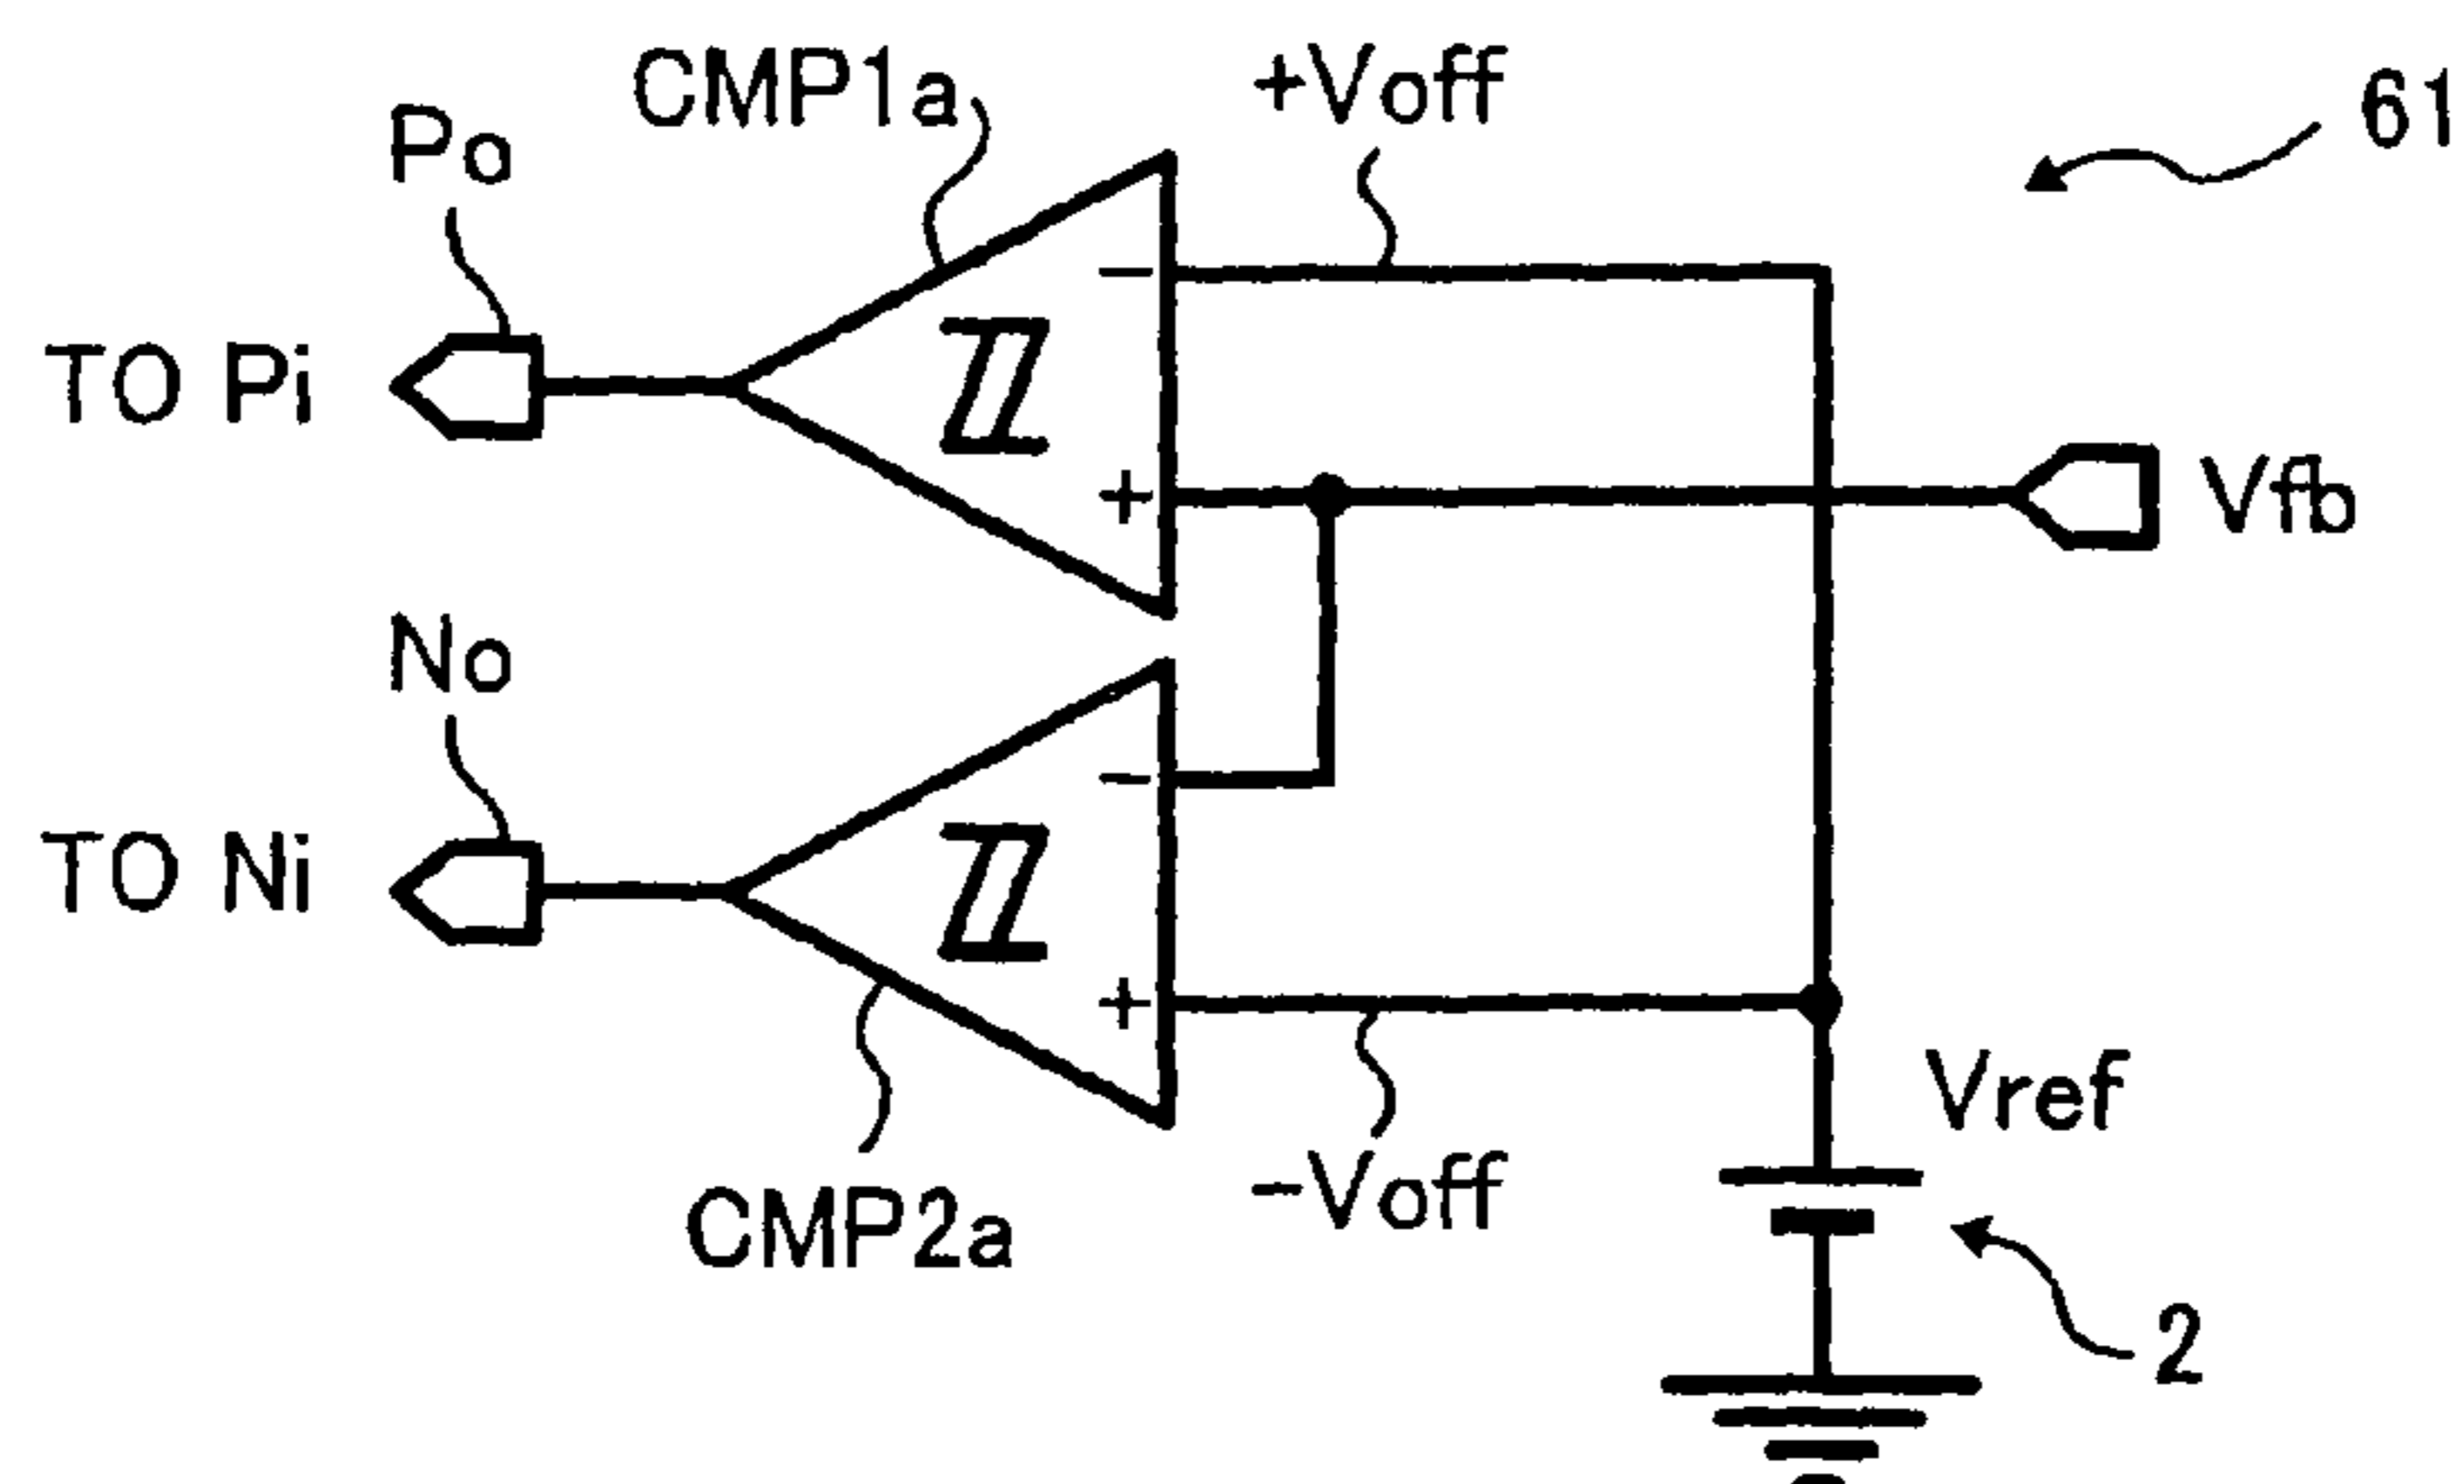 CMP1a
+Voff
61
Po
TO Pi
−
+
Vfb
No
TO Ni
−
+
Vref
-Voff
CMP2a
2